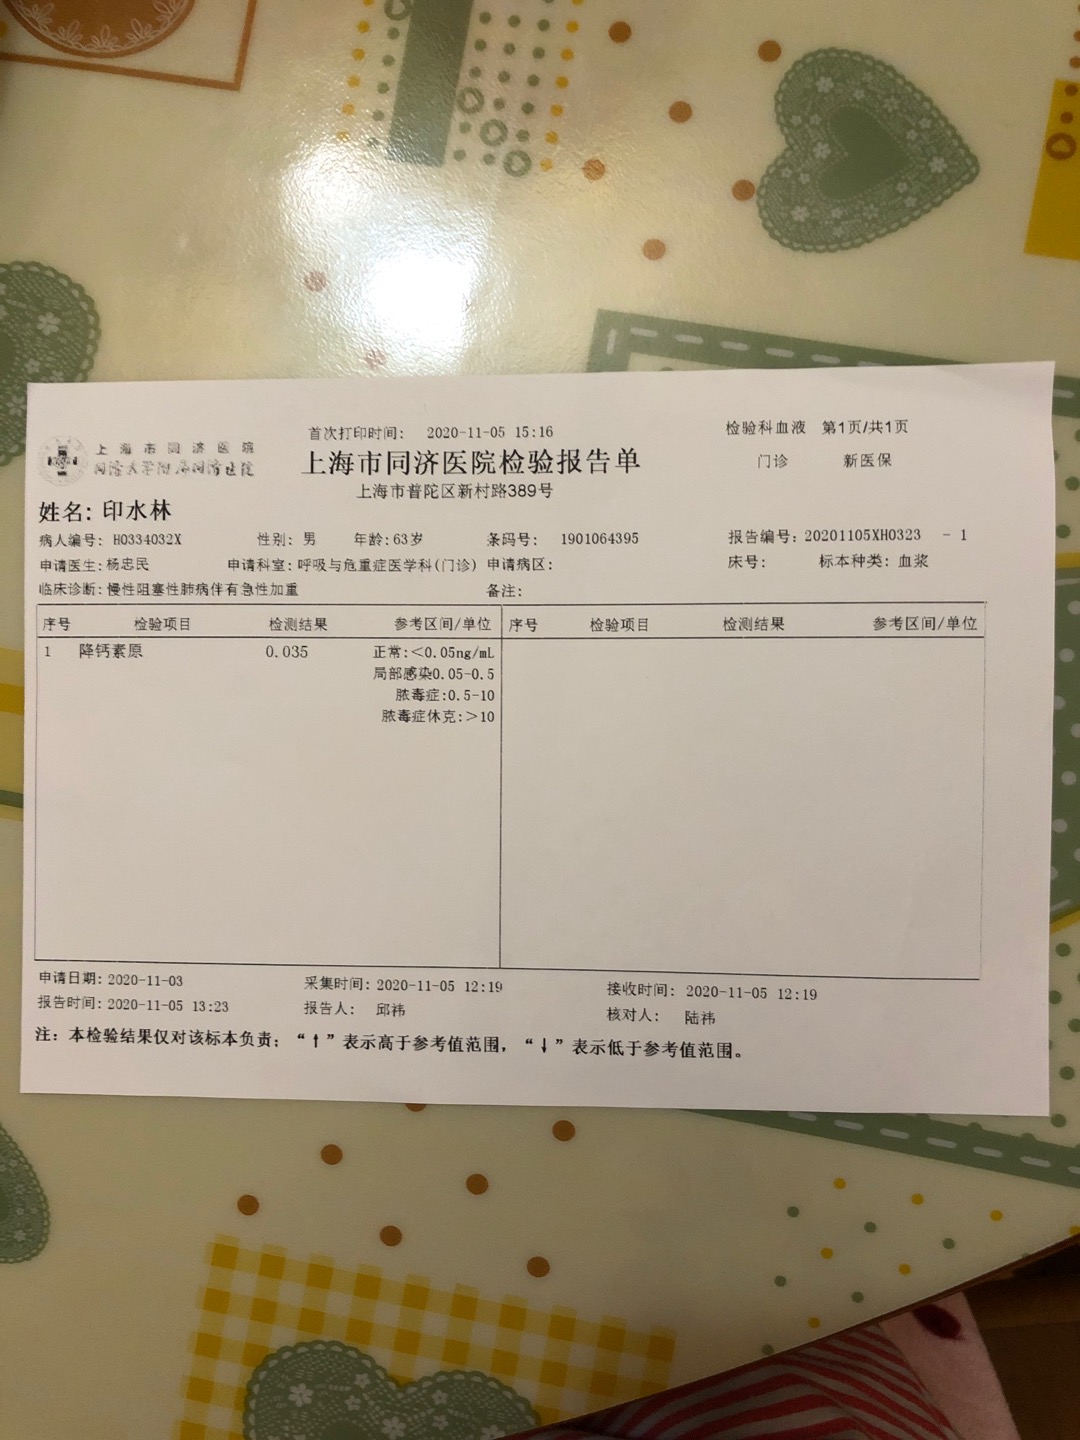 首次打印时间: 2020-11-05 15:16
检验科血液 第1页/共1页
上海市同济医院
同济大学附属同济医院
上海市同济医院检验报告单
门诊 新医保
上海市普陀区新村路389号
姓名: 印水林
病人编号: H0334032X 性别: 男 年龄:63岁 条码号: 1901064395 报告编号: 20201105XH0323 - 1
申请医生: 杨忠民 申请科室: 呼吸与危重症医学科(门诊) 申请病区: 床号: 标本种类: 血浆
临床诊断: 慢性阻塞性肺病伴有急性加重 备注:
序号 检验项目 检测结果 参考区间/单位 序号 检验项目 检测结果 参考区间/单位
1 降钙素原 0.035 正常:<0.05ng/mL
局部感染0.05-0.5
脓毒症:0.5-10
脓毒症休克:>10
申请日期: 2020-11-03 采集时间: 2020-11-05 12:19 接收时间: 2020-11-05 12:19
报告时间: 2020-11-05 13:23 报告人: 邱祎 核对人: 陆祎
注: 本检验结果仅对该标本负责; “↑”表示高于参考值范围, “↓”表示低于参考值范围。